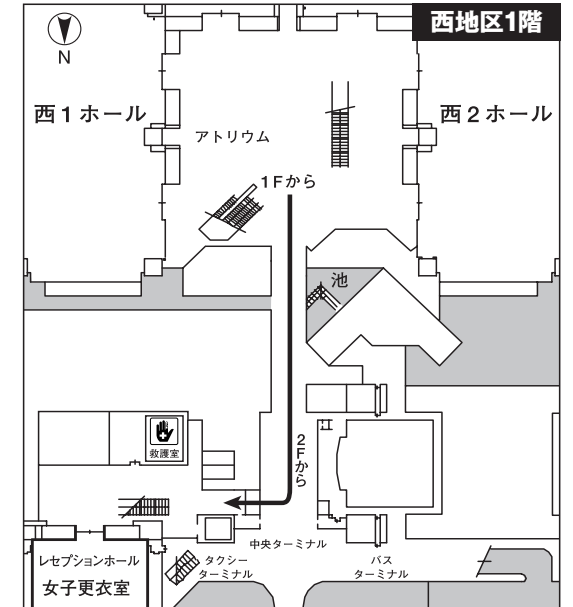 西地区1階
N
西1ホール
西2ホール
アトリウム
1Fから
池
2Fから
救護室
中央ターミナル
レセプションホール
女子更衣室
タクシー
ターミナル
バス
ターミナル